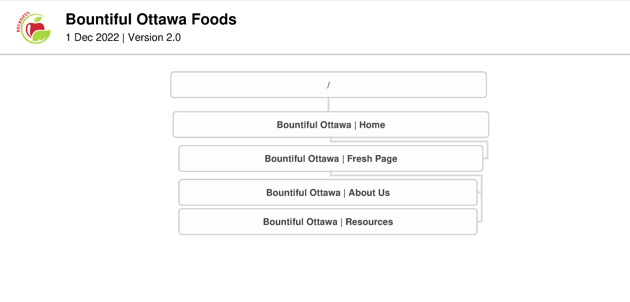 BOUNTIFUL
Bountiful Ottawa Foods
1 Dec 2022 | Version 2.0
/
Bountiful Ottawa | Home
Bountiful Ottawa | Fresh Page
Bountiful Ottawa | About Us
Bountiful Ottawa | Resources